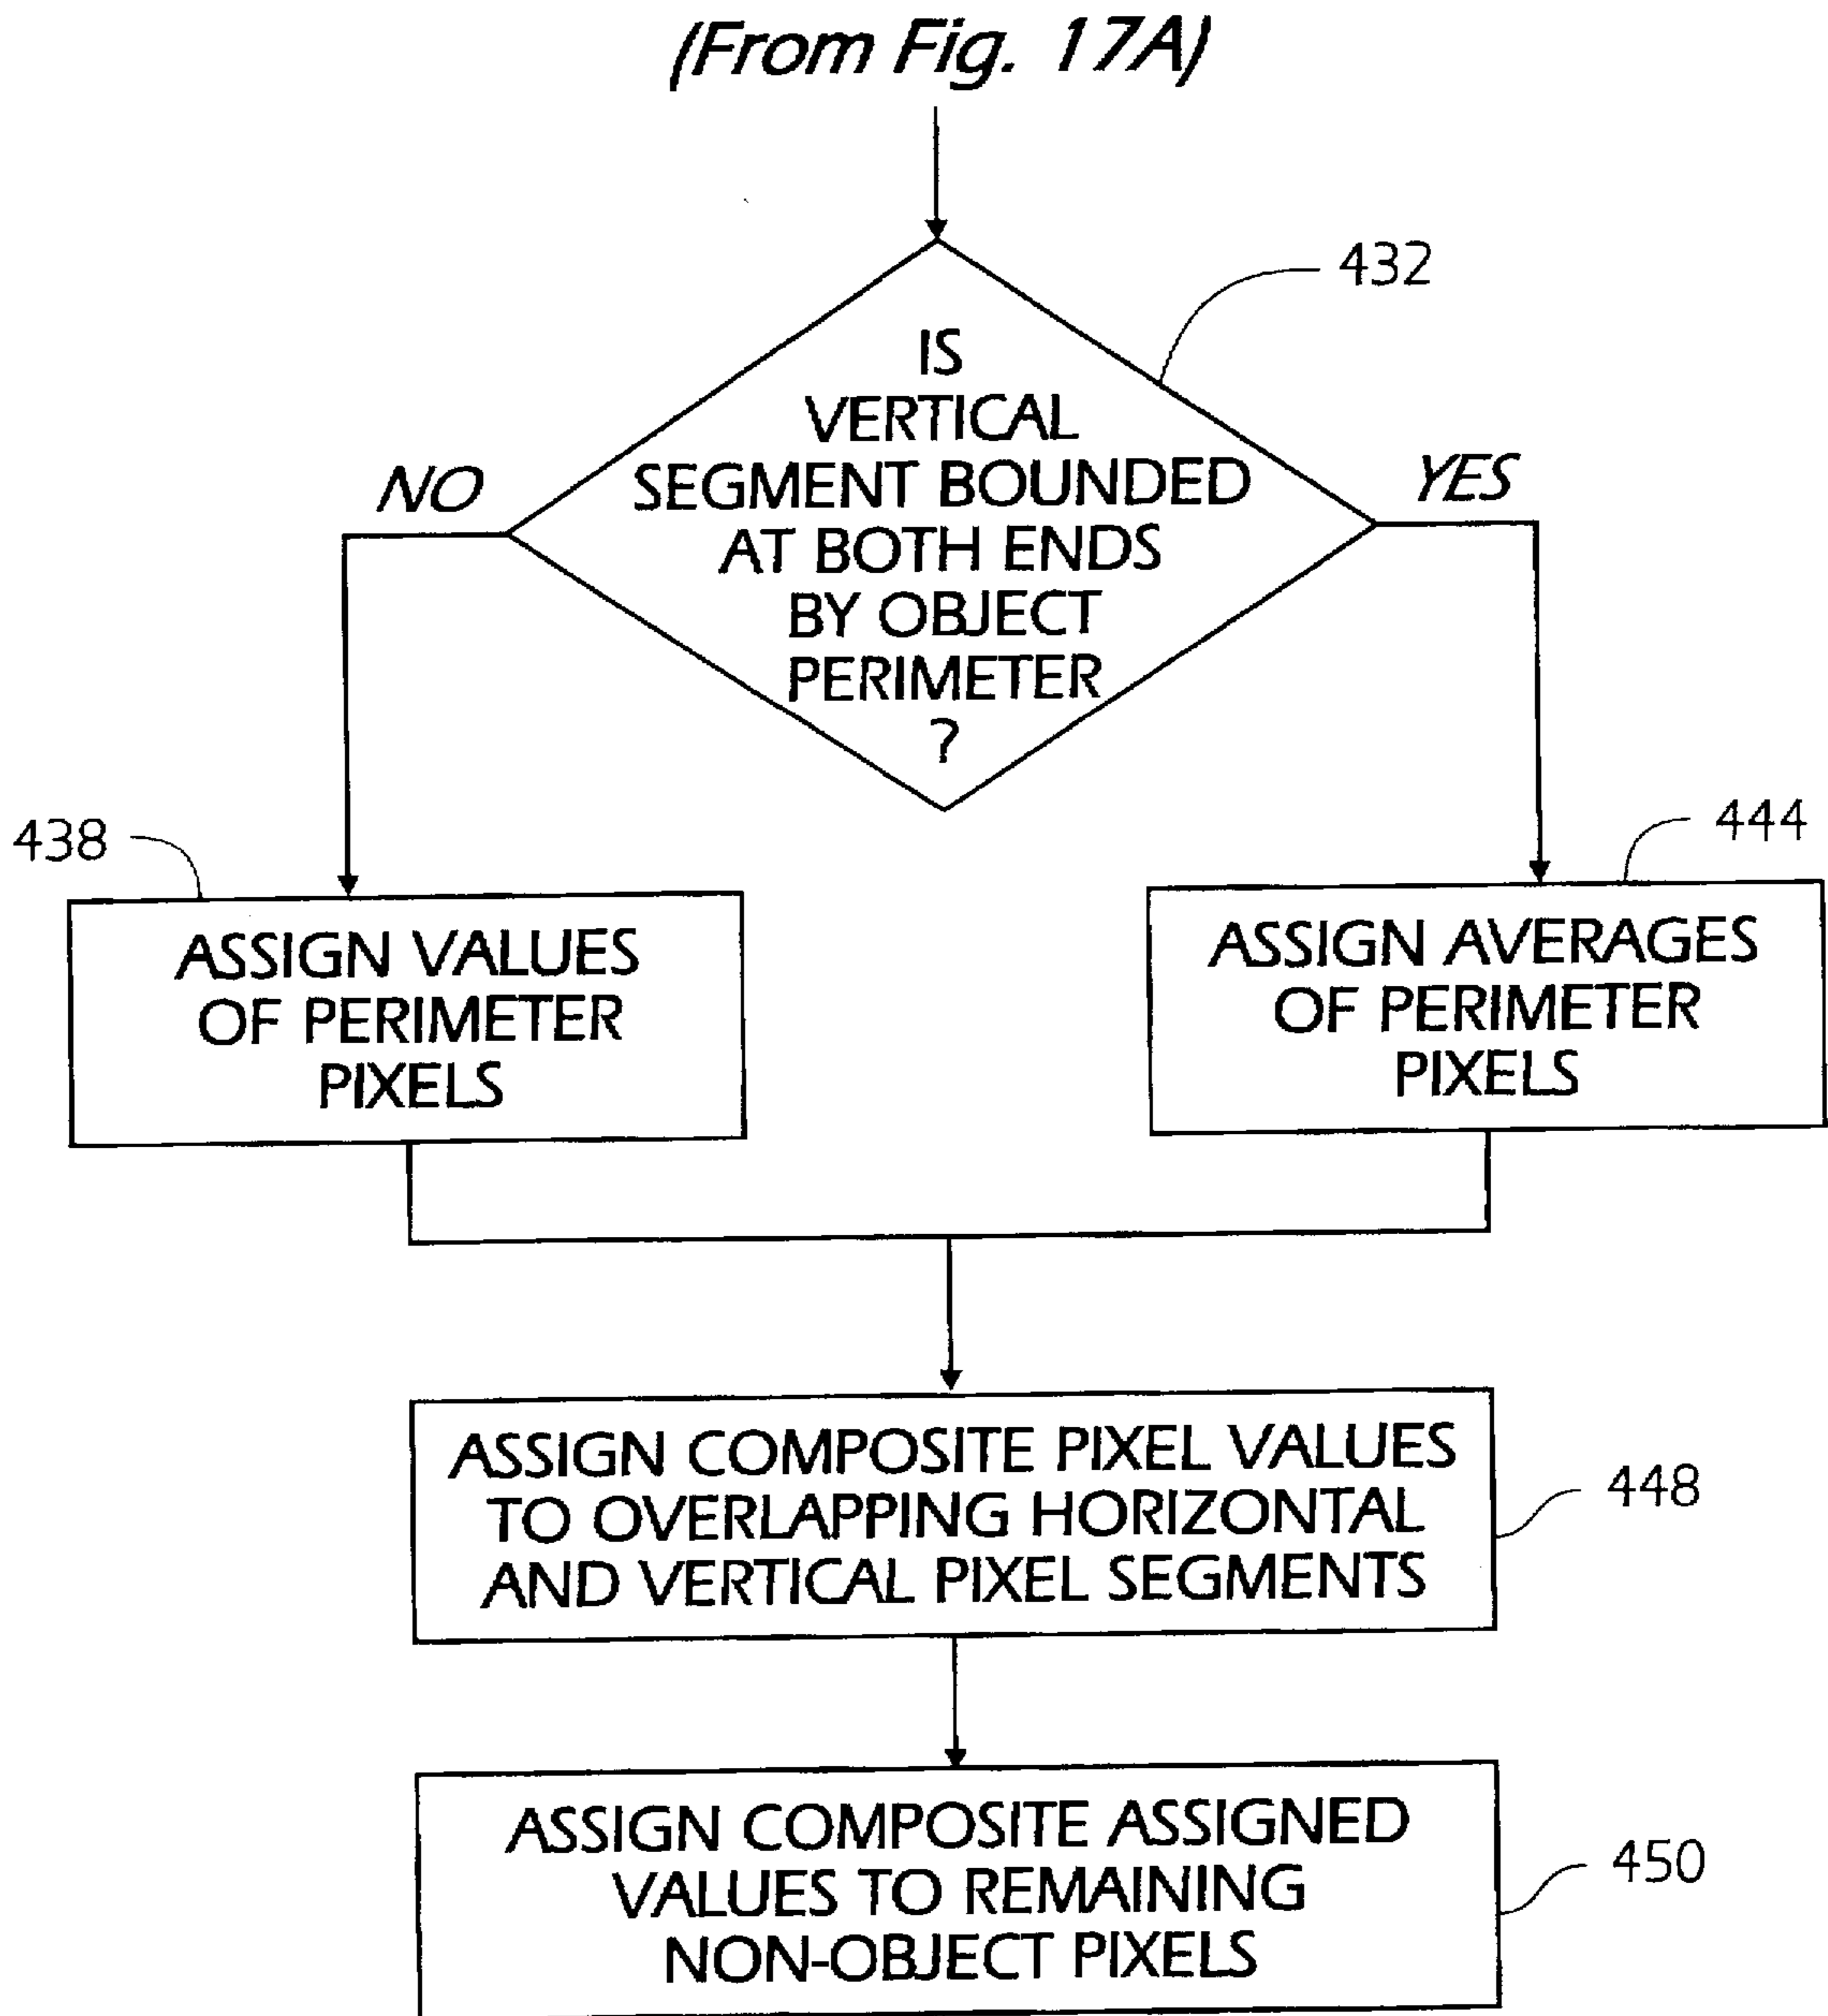 (From Fig. 17A)
432
IS
VERTICAL
SEGMENT BOUNDED
AT BOTH ENDS
BY OBJECT
PERIMETER
?
NO
YES
438
444
ASSIGN VALUES
OF PERIMETER
PIXELS
ASSIGN AVERAGES
OF PERIMETER
PIXELS
ASSIGN COMPOSITE PIXEL VALUES
TO OVERLAPPING HORIZONTAL
AND VERTICAL PIXEL SEGMENTS
448
ASSIGN COMPOSITE ASSIGNED
VALUES TO REMAINING
NON-OBJECT PIXELS
450